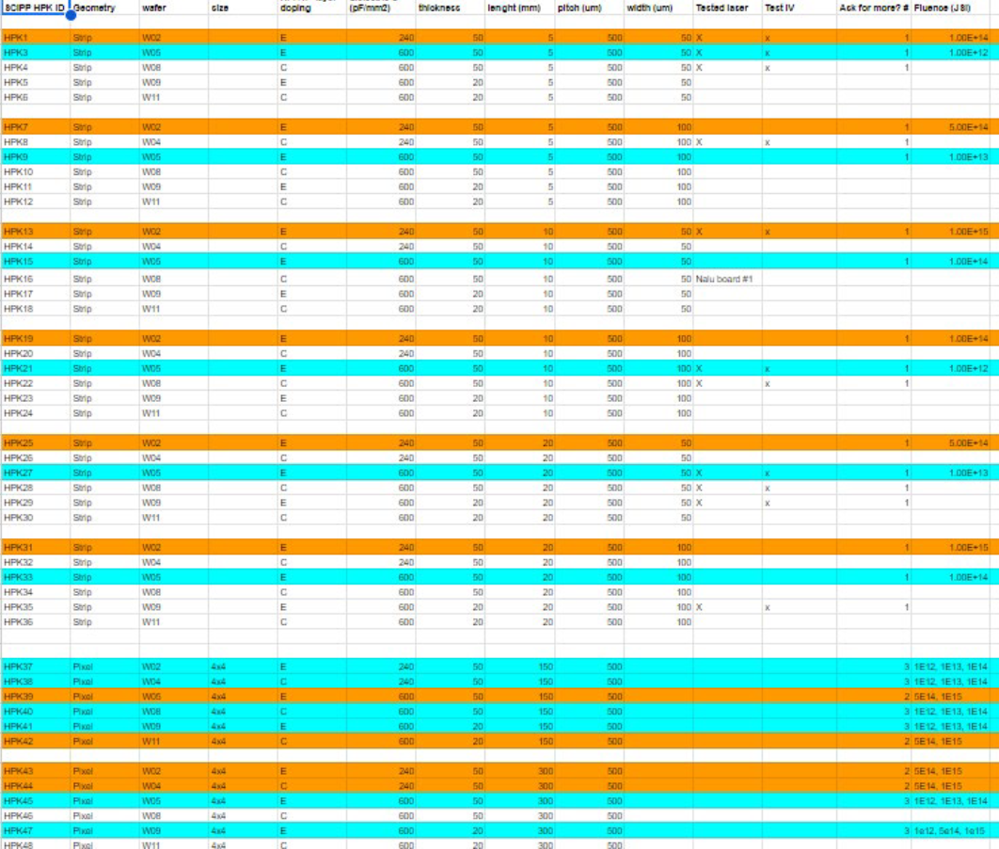 SCIPP HPK ID Geometry wafer size doping (pF/mm2) thickness lenght (mm) pitch (um) width (um) Tested laser Test IV Ask for more? # Fluence (JSI)
HPK1 Strip W02 E 240 50 5 500 50 X x 1 1.00E+14
HPK3 Strip W05 E 600 50 5 500 50 X x 1 1.00E+12
HPK4 Strip W08 C 600 50 5 500 50 X x 1
HPK5 Strip W09 E 600 20 5 500 50
HPK6 Strip W11 C 600 20 5 500 50
HPK7 Strip W02 E 240 50 5 500 100 1 5.00E+14
HPK8 Strip W04 C 240 50 5 500 100 X x 1
HPK9 Strip W05 E 600 50 5 500 100 1 1.00E+13
HPK10 Strip W08 C 600 50 5 500 100
HPK11 Strip W09 E 600 20 5 500 100
HPK12 Strip W11 C 600 20 5 500 100
HPK13 Strip W02 E 240 50 10 500 50 X x 1 1.00E+15
HPK14 Strip W04 C 240 50 10 500 50
HPK15 Strip W05 E 600 50 10 500 50 1 1.00E+14
HPK16 Strip W08 C 600 50 10 500 50 Nalu board #1
HPK17 Strip W09 E 600 20 10 500 50
HPK18 Strip W11 C 600 20 10 500 50
HPK19 Strip W02 E 240 50 10 500 100 1 1.00E+14
HPK20 Strip W04 C 240 50 10 500 100
HPK21 Strip W05 E 600 50 10 500 100 X x 1 1.00E+12
HPK22 Strip W08 C 600 50 10 500 100 X x 1
HPK23 Strip W09 E 600 20 10 500 100
HPK24 Strip W11 C 600 20 10 500 100
HPK25 Strip W02 E 240 50 20 500 50 1 5.00E+14
HPK26 Strip W04 C 240 50 20 500 50
HPK27 Strip W05 E 600 50 20 500 50 X x 1 1.00E+13
HPK28 Strip W08 C 600 50 20 500 50 X x 1
HPK29 Strip W09 E 600 20 20 500 50 X x 1
HPK30 Strip W11 C 600 20 20 500 50
HPK31 Strip W02 E 240 50 20 500 100 1 1.00E+15
HPK32 Strip W04 C 240 50 20 500 100
HPK33 Strip W05 E 600 50 20 500 100 1 1.00E+14
HPK34 Strip W08 C 600 50 20 500 100
HPK35 Strip W09 E 600 20 20 500 100 X x 1
HPK36 Strip W11 C 600 20 20 500 100
HPK37 Pixel W02 4x4 E 240 50 150 500 3 1E12, 1E13, 1E14
HPK38 Pixel W04 4x4 C 240 50 150 500 3 1E12, 1E13, 1E14
HPK39 Pixel W05 4x4 E 600 50 150 500 2 5E14, 1E15
HPK40 Pixel W08 4x4 C 600 50 150 500 3 1E12, 1E13, 1E14
HPK41 Pixel W09 4x4 E 600 20 150 500 3 1E12, 1E13, 1E14
HPK42 Pixel W11 4x4 C 600 20 150 500 2 5E14, 1E15
HPK43 Pixel W02 4x4 E 240 50 300 500 2 5E14, 1E15
HPK44 Pixel W04 4x4 C 240 50 300 500 2 5E14, 1E15
HPK45 Pixel W05 4x4 E 600 50 300 500 3 1E12, 1E13, 1E14
HPK46 Pixel W08 4x4 C 600 50 300 500
HPK47 Pixel W09 4x4 E 600 20 300 500 3 1e12, 5e14, 1e15
HPK48 Pixel W11 4x4 C 600 20 300 500